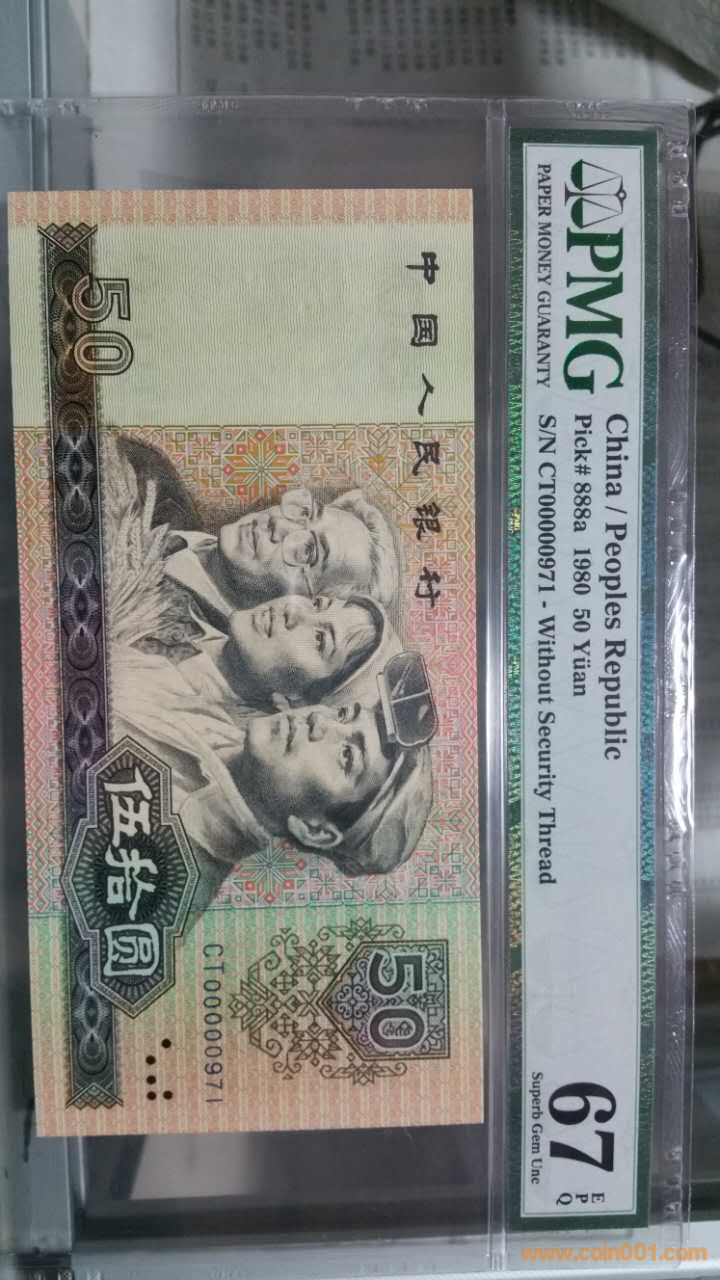 PMG
PMG
PAPER MONEY GUARANTY
China / Peoples Republic
Pick# 888a 1980 50 Yüan
S/N CT00000971 - Without Security Thread
67
EPQ
Superb Gem Unc
中国人民银行
50
50
伍拾圆
CT00000971
www.coin001.com